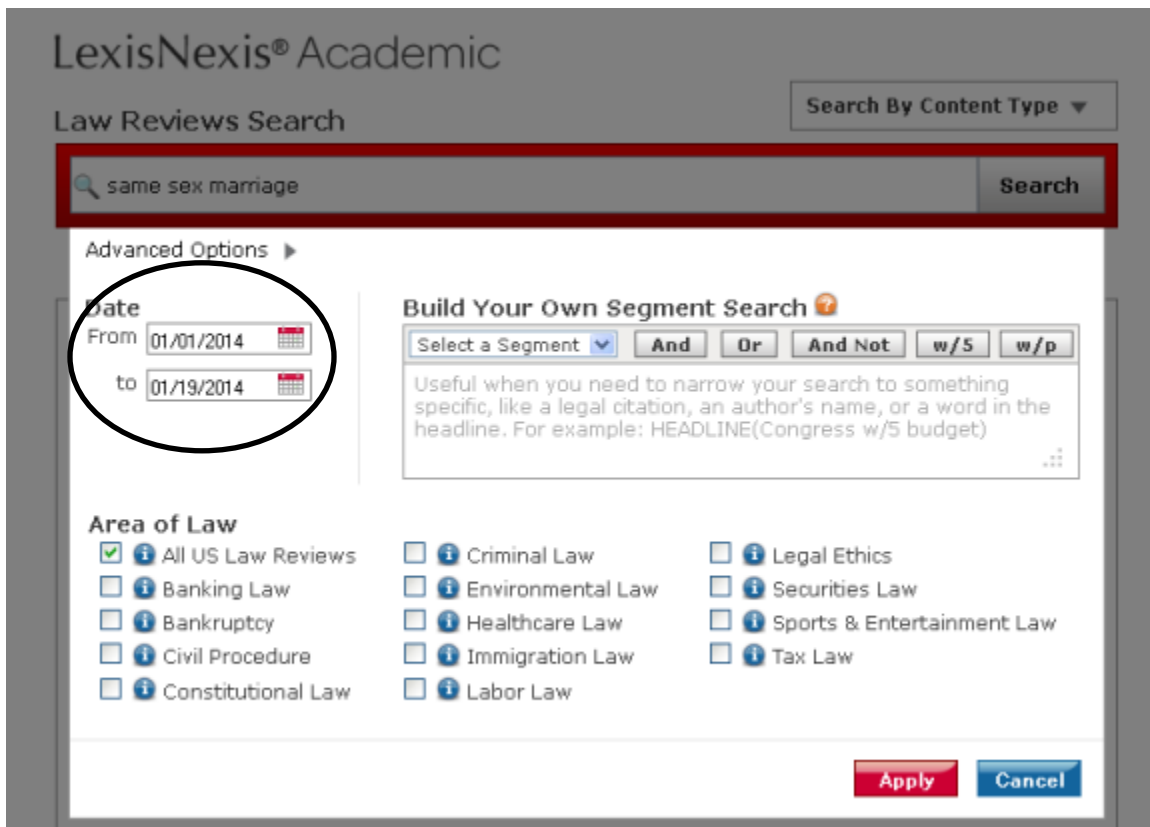 LexisNexis® Academic
Search By Content Type
Law Reviews Search
same sex marriage
Search
Advanced Options
Date
From 01/01/2014
to 01/19/2014
Build Your Own Segment Search ?
Select a Segment And Or And Not w/5 w/p
Useful when you need to narrow your search to something
specific, like a legal citation, an author's name, or a word in the
headline. For example: HEADLINE(Congress w/5 budget)
Area of Law
All US Law Reviews
Banking Law
Bankruptcy
Civil Procedure
Constitutional Law
Criminal Law
Environmental Law
Healthcare Law
Immigration Law
Labor Law
Legal Ethics
Securities Law
Sports & Entertainment Law
Tax Law
Apply
Cancel